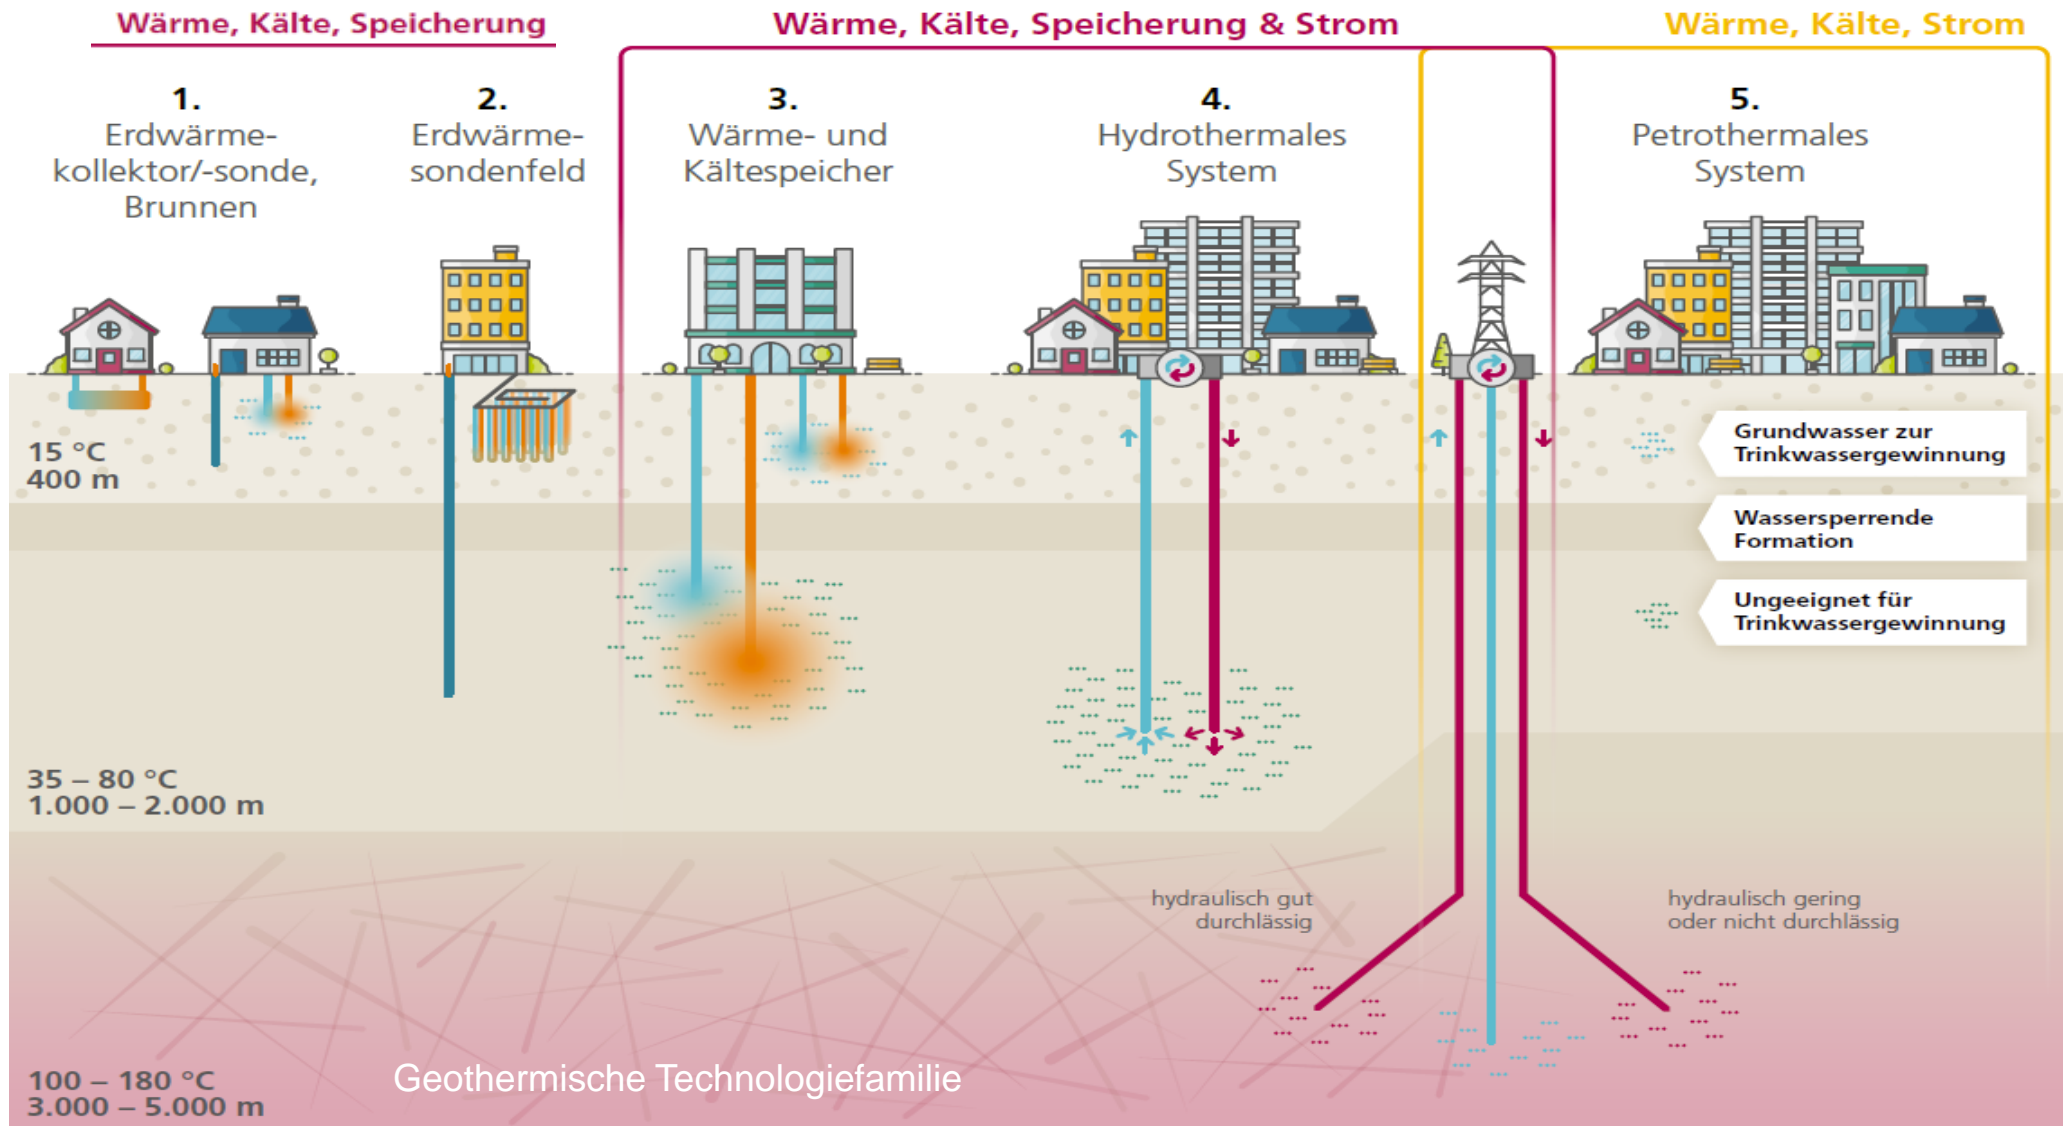 Wärme, Kälte, Speicherung
Wärme, Kälte, Speicherung & Strom
Wärme, Kälte, Strom
1.
Erdwärme-
kollektor/-sonde,
Brunnen
2.
Erdwärme-
sondenfeld
3.
Wärme- und
Kältespeicher
4.
Hydrothermales
System
5.
Petrothermales
System
15 °C
400 m
Grundwasser zur
Trinkwassergewinnung
Wassersperrende
Formation
Ungeeignet für
Trinkwassergewinnung
35 – 80 °C
1.000 – 2.000 m
hydraulisch gut
durchlässig
hydraulisch gering
oder nicht durchlässig
100 – 180 °C
3.000 – 5.000 m
Geothermische Technologiefamilie